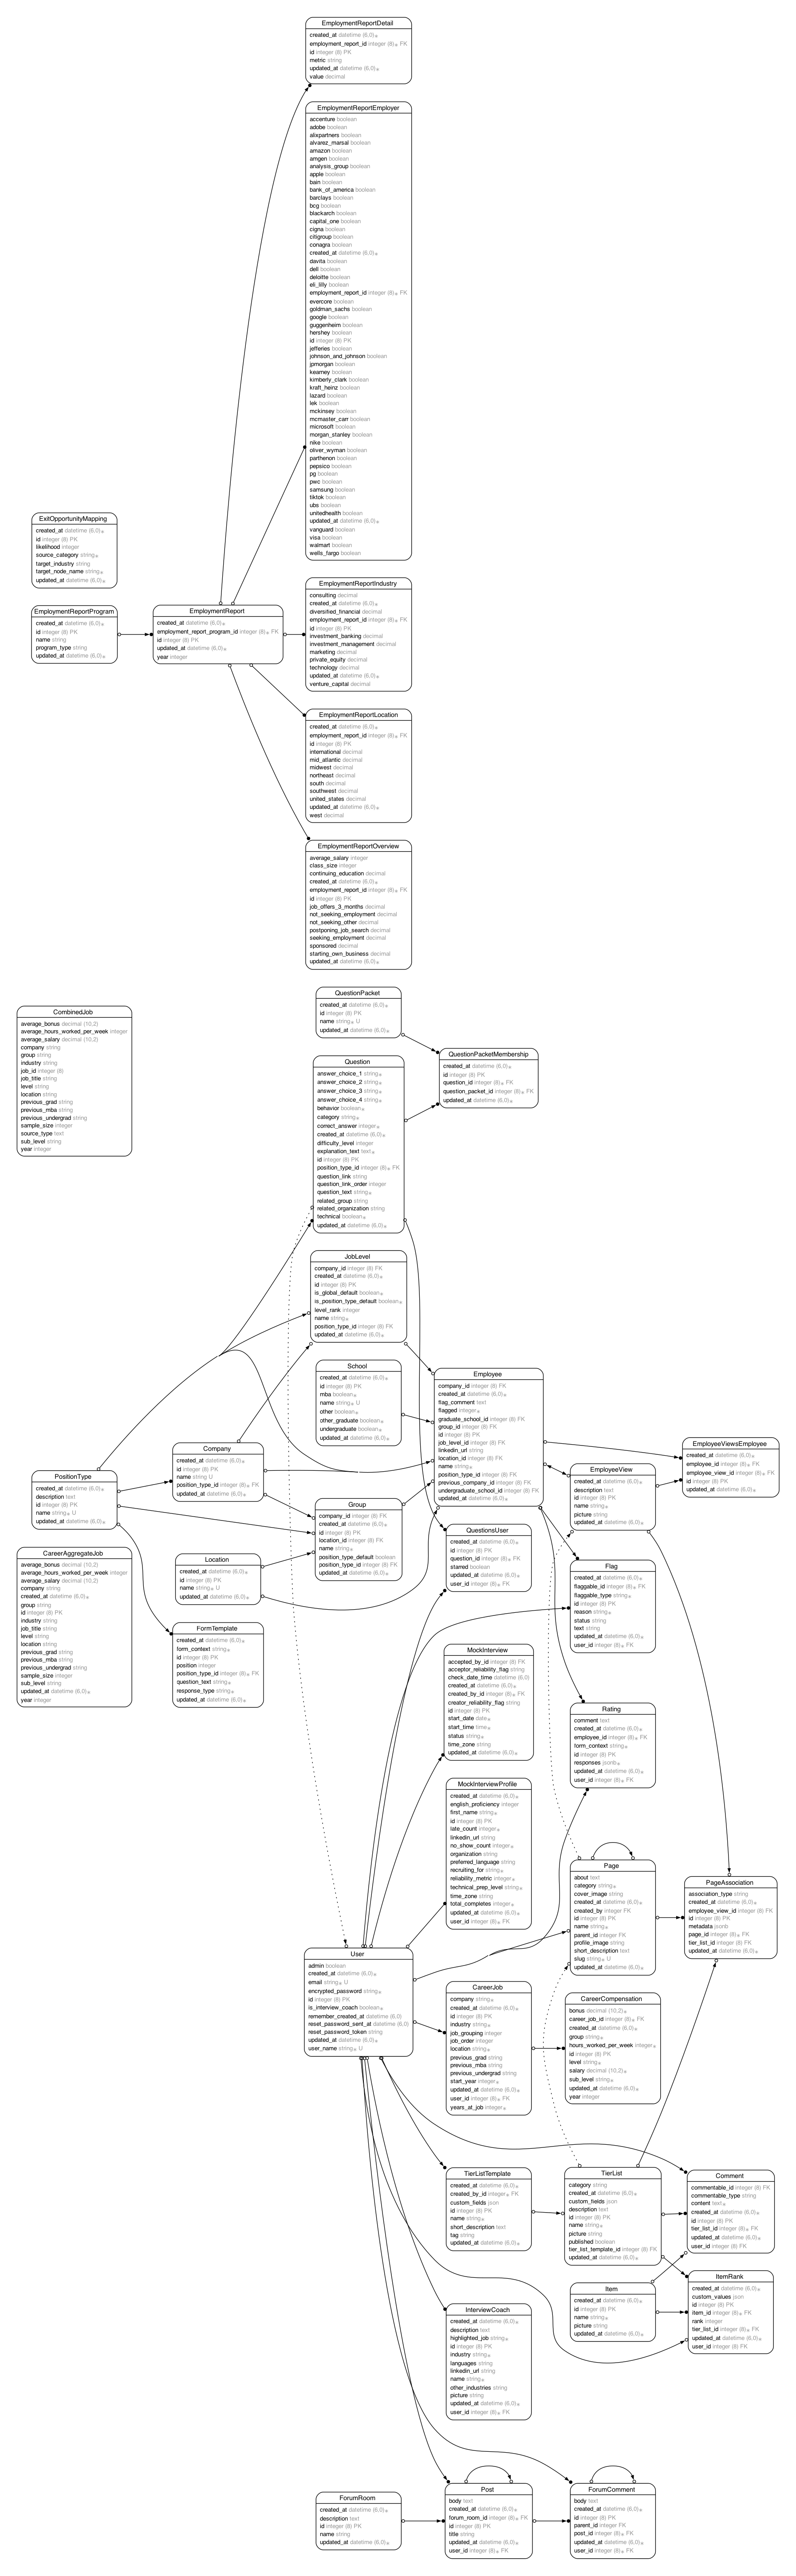 EmploymentReportDetail
created_at datetime (6,0)∗
employment_report_id integer (8)∗ FK
id integer (8) PK
metric string
updated_at datetime (6,0)∗
value decimal
EmploymentReportEmployer
accenture boolean
adobe boolean
alixpartners boolean
alvarez_marsal boolean
amazon boolean
amgen boolean
analysis_group boolean
apple boolean
bain boolean
bank_of_america boolean
barclays boolean
bcg boolean
blackarch boolean
capital_one boolean
cigna boolean
citigroup boolean
conagra boolean
created_at datetime (6,0)∗
davita boolean
dell boolean
deloitte boolean
eli_lilly boolean
employment_report_id integer (8)∗ FK
evercore boolean
goldman_sachs boolean
google boolean
guggenheim boolean
hershey boolean
id integer (8) PK
jefferies boolean
johnson_and_johnson boolean
jpmorgan boolean
kearney boolean
kimberly_clark boolean
kraft_heinz boolean
lazard boolean
lek boolean
mckinsey boolean
mcmaster_carr boolean
microsoft boolean
morgan_stanley boolean
nike boolean
oliver_wyman boolean
parthenon boolean
pepsico boolean
pg boolean
pwc boolean
samsung boolean
tiktok boolean
ubs boolean
unitedhealth boolean
updated_at datetime (6,0)∗
vanguard boolean
visa boolean
walmart boolean
wells_fargo boolean
ExitOpportunityMapping
created_at datetime (6,0)∗
id integer (8) PK
likelihood integer
source_category string∗
target_industry string
target_node_name string∗
updated_at datetime (6,0)∗
EmploymentReportProgram
created_at datetime (6,0)∗
id integer (8) PK
name string
program_type string
updated_at datetime (6,0)∗
EmploymentReport
created_at datetime (6,0)∗
employment_report_program_id integer (8)∗ FK
id integer (8) PK
updated_at datetime (6,0)∗
year integer
EmploymentReportIndustry
consulting decimal
created_at datetime (6,0)∗
diversified_financial decimal
employment_report_id integer (8)∗ FK
id integer (8) PK
investment_banking decimal
investment_management decimal
marketing decimal
private_equity decimal
technology decimal
updated_at datetime (6,0)∗
venture_capital decimal
EmploymentReportLocation
created_at datetime (6,0)∗
employment_report_id integer (8)∗ FK
id integer (8) PK
international decimal
mid_atlantic decimal
midwest decimal
northeast decimal
south decimal
southwest decimal
united_states decimal
updated_at datetime (6,0)∗
west decimal
EmploymentReportOverview
average_salary integer
class_size integer
continuing_education decimal
created_at datetime (6,0)∗
employment_report_id integer (8)∗ FK
id integer (8) PK
job_offers_3_months decimal
not_seeking_employment decimal
not_seeking_other decimal
postponing_job_search decimal
seeking_employment decimal
sponsored decimal
starting_own_business decimal
updated_at datetime (6,0)∗
CombinedJob
average_bonus decimal (10,2)
average_hours_worked_per_week integer
average_salary decimal (10,2)
company string
group string
industry string
job_id integer (8)
job_title string
level string
location string
previous_grad string
previous_mba string
previous_undergrad string
sample_size integer
source_type text
sub_level string
year integer
QuestionPacket
created_at datetime (6,0)∗
id integer (8) PK
name string∗ U
updated_at datetime (6,0)∗
QuestionPacketMembership
created_at datetime (6,0)∗
id integer (8) PK
question_id integer (8)∗ FK
question_packet_id integer (8)∗ FK
updated_at datetime (6,0)∗
Question
answer_choice_1 string∗
answer_choice_2 string∗
answer_choice_3 string∗
answer_choice_4 string∗
behavior boolean∗
category string∗
correct_answer integer∗
created_at datetime (6,0)∗
difficulty_level integer
explanation_text text∗
id integer (8) PK
position_type_id integer (8)∗ FK
question_link string
question_link_order integer
question_text string∗
related_group string
related_organization string
technical boolean∗
updated_at datetime (6,0)∗
JobLevel
company_id integer (8) FK
created_at datetime (6,0)∗
id integer (8) PK
is_global_default boolean∗
is_position_type_default boolean∗
level_rank integer
name string∗
position_type_id integer (8) FK
updated_at datetime (6,0)∗
School
created_at datetime (6,0)∗
id integer (8) PK
mba boolean∗
name string∗ U
other boolean∗
other_graduate boolean∗
undergraduate boolean∗
updated_at datetime (6,0)∗
Employee
company_id integer (8) FK
created_at datetime (6,0)∗
flag_comment text
flagged integer∗
graduate_school_id integer (8) FK
group_id integer (8) FK
id integer (8) PK
job_level_id integer (8) FK
linkedin_url string
location_id integer (8) FK
name string∗
position_type_id integer (8) FK
previous_company_id integer (8) FK
undergraduate_school_id integer (8) FK
updated_at datetime (6,0)∗
EmployeeViewsEmployee
created_at datetime (6,0)∗
employee_id integer (8)∗ FK
employee_view_id integer (8)∗ FK
id integer (8) PK
updated_at datetime (6,0)∗
EmployeeView
created_at datetime (6,0)∗
description text
id integer (8) PK
name string∗
picture string
updated_at datetime (6,0)∗
PositionType
created_at datetime (6,0)∗
description text
id integer (8) PK
name string∗ U
updated_at datetime (6,0)∗
Company
created_at datetime (6,0)∗
id integer (8) PK
name string U
position_type_id integer (8)∗ FK
updated_at datetime (6,0)∗
Group
company_id integer (8) FK
created_at datetime (6,0)∗
id integer (8) PK
location_id integer (8) FK
name string∗
position_type_default boolean
position_type_id integer (8) FK
updated_at datetime (6,0)∗
Location
created_at datetime (6,0)∗
id integer (8) PK
name string∗ U
updated_at datetime (6,0)∗
CareerAggregateJob
average_bonus decimal (10,2)
average_hours_worked_per_week integer
average_salary decimal (10,2)
company string
created_at datetime (6,0)∗
group string
id integer (8) PK
industry string
job_title string
level string
location string
previous_grad string
previous_mba string
previous_undergrad string
sample_size integer
sub_level string
updated_at datetime (6,0)∗
year integer
FormTemplate
created_at datetime (6,0)∗
form_context string∗
id integer (8) PK
position integer
position_type_id integer (8)∗ FK
question_text string∗
response_type string∗
updated_at datetime (6,0)∗
QuestionsUser
created_at datetime (6,0)∗
id integer (8) PK
question_id integer (8)∗ FK
starred boolean
updated_at datetime (6,0)∗
user_id integer (8)∗ FK
Flag
created_at datetime (6,0)∗
flaggable_id integer (8)∗ FK
flaggable_type string∗
id integer (8) PK
reason string∗
status string
text string
updated_at datetime (6,0)∗
user_id integer (8)∗ FK
MockInterview
accepted_by_id integer (8) FK
acceptor_reliability_flag string
check_date_time datetime (6,0)
created_at datetime (6,0)∗
created_by_id integer (8)∗ FK
creator_reliability_flag string
id integer (8) PK
start_date date∗
start_time time∗
status string∗
time_zone string
updated_at datetime (6,0)∗
Rating
comment text
created_at datetime (6,0)∗
employee_id integer (8)∗ FK
form_context string∗
id integer (8) PK
responses jsonb∗
updated_at datetime (6,0)∗
user_id integer (8)∗ FK
MockInterviewProfile
created_at datetime (6,0)∗
english_proficiency integer
first_name string∗
id integer (8) PK
late_count integer∗
linkedin_url string
no_show_count integer∗
organization string
preferred_language string
recruiting_for string∗
reliability_metric integer∗
technical_prep_level string∗
time_zone string
total_completes integer∗
updated_at datetime (6,0)∗
user_id integer (8)∗ FK
Page
about text
category string∗
cover_image string
created_at datetime (6,0)∗
created_by integer FK
id integer (8) PK
name string∗
parent_id integer FK
profile_image string
short_description text
slug string∗ U
updated_at datetime (6,0)∗
PageAssociation
association_type string
created_at datetime (6,0)∗
employee_view_id integer (8) FK
id integer (8) PK
metadata jsonb
page_id integer (8)∗ FK
tier_list_id integer (8) FK
updated_at datetime (6,0)∗
User
admin boolean
created_at datetime (6,0)∗
email string∗ U
encrypted_password string∗
id integer (8) PK
is_interview_coach boolean∗
remember_created_at datetime (6,0)
reset_password_sent_at datetime (6,0)
reset_password_token string
updated_at datetime (6,0)∗
user_name string∗ U
CareerJob
company string∗
created_at datetime (6,0)∗
id integer (8) PK
industry string∗
job_grouping integer
job_order integer
location string∗
previous_grad string
previous_mba string
previous_undergrad string
start_year integer∗
updated_at datetime (6,0)∗
user_id integer (8)∗ FK
years_at_job integer∗
CareerCompensation
bonus decimal (10,2)∗
career_job_id integer (8)∗ FK
created_at datetime (6,0)∗
group string∗
hours_worked_per_week integer∗
id integer (8) PK
level string∗
salary decimal (10,2)∗
sub_level string∗
updated_at datetime (6,0)∗
year integer
TierListTemplate
created_at datetime (6,0)∗
created_by_id integer∗ FK
custom_fields json
id integer (8) PK
name string∗
short_description text
tag string
updated_at datetime (6,0)∗
TierList
category string
created_at datetime (6,0)∗
custom_fields json
description text
id integer (8) PK
name string∗
picture string
published boolean
tier_list_template_id integer (8) FK
updated_at datetime (6,0)∗
Comment
commentable_id integer (8) FK
commentable_type string
content text∗
created_at datetime (6,0)∗
id integer (8) PK
tier_list_id integer (8)∗ FK
updated_at datetime (6,0)∗
user_id integer (8) FK
Item
created_at datetime (6,0)∗
id integer (8) PK
name string∗
picture string
updated_at datetime (6,0)∗
ItemRank
created_at datetime (6,0)∗
custom_values json
id integer (8) PK
item_id integer (8)∗ FK
rank integer
tier_list_id integer (8)∗ FK
updated_at datetime (6,0)∗
user_id integer (8) FK
InterviewCoach
created_at datetime (6,0)∗
description text
highlighted_job string∗
id integer (8) PK
industry string∗
languages string
linkedin_url string
name string∗
other_industries string
picture string
updated_at datetime (6,0)∗
user_id integer (8)∗ FK
ForumRoom
created_at datetime (6,0)∗
description text
id integer (8) PK
name string
updated_at datetime (6,0)∗
Post
body text
created_at datetime (6,0)∗
forum_room_id integer (8)∗ FK
id integer (8) PK
title string
updated_at datetime (6,0)∗
user_id integer (8)∗ FK
ForumComment
body text
created_at datetime (6,0)∗
id integer (8) PK
parent_id integer FK
post_id integer (8)∗ FK
updated_at datetime (6,0)∗
user_id integer (8)∗ FK